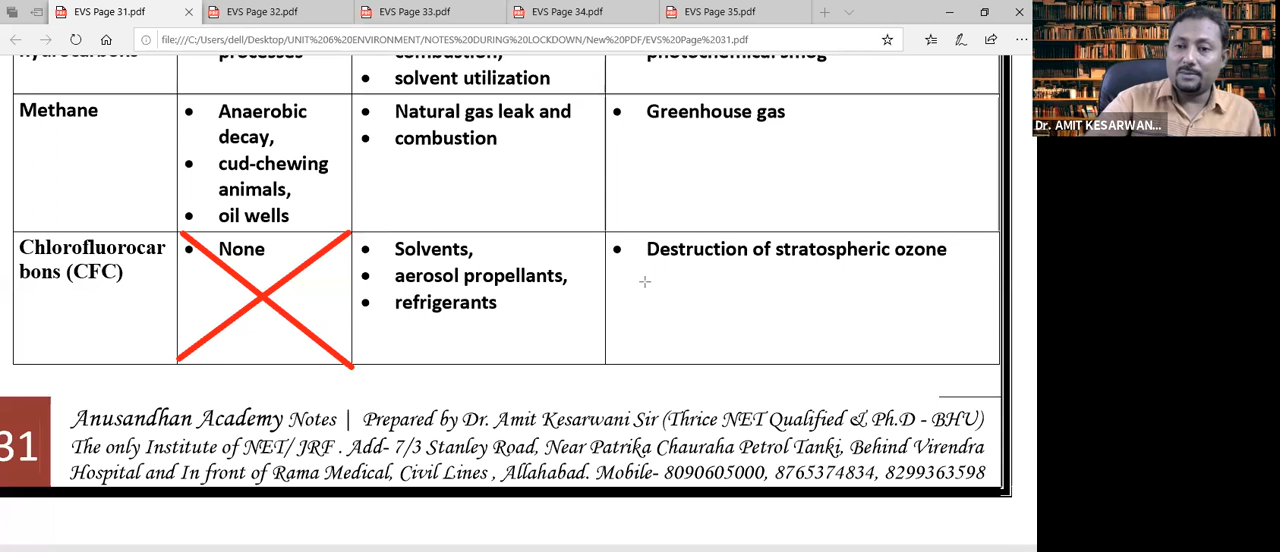 EVS Page 31.pdf
EVS Page 32.pdf
EVS Page 33.pdf
EVS Page 34.pdf
EVS Page 35.pdf
file:///C:/Users/dell/Desktop/UNIT%206%20ENVIRONMENT/NOTES%20DURING%20LOCKDOWN/New%20PDF/EVS%20Page%2031.pdf
Dr. AMIT KESARWAN...
hydrocarbons
processes
combustion,
• solvent utilization
photochemical smog
Methane
• Anaerobic
decay,
• cud-chewing
animals,
• oil wells
• Natural gas leak and
• combustion
• Greenhouse gas
Chlorofluorocar
bons (CFC)
• None
• Solvents,
• aerosol propellants,
• refrigerants
• Destruction of stratospheric ozone
31
Anusandhan Academy Notes | Prepared by Dr. Amit Kesarwani Sir (Thrice NET Qualified & Ph.D - BHU)
The only Institute of NET/ JRF . Add- 7/3 Stanley Road, Near Patrika Chauraha Petrol Tanki, Behind Virendra
Hospital and In front of Rama Medical, Civil Lines , Allahabad. Mobile- 8090605000, 8765374834, 8299363598